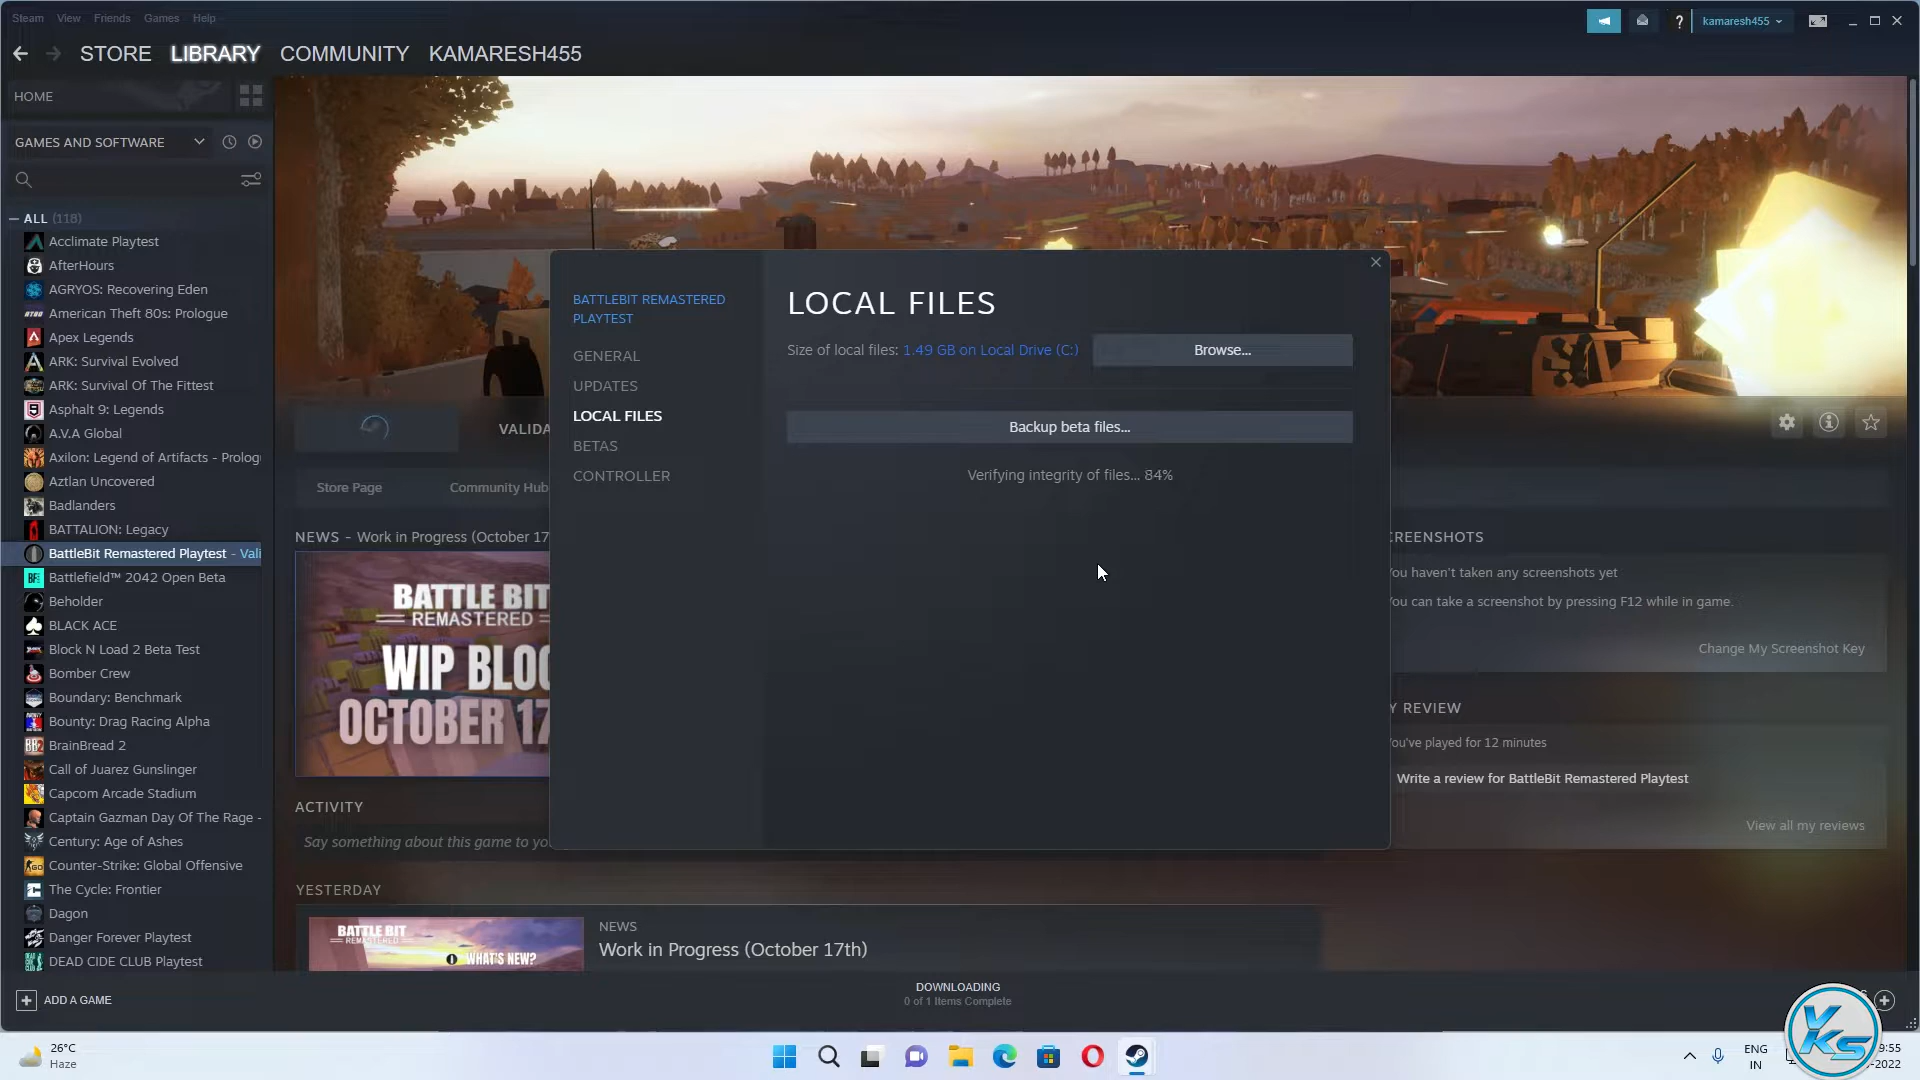 Steam View Friends Games Help
kamaresh455
STORE LIBRARY COMMUNITY KAMARESH455
HOME
GAMES AND SOFTWARE
ALL (118)
Acclimate Playtest
AfterHours
AGRYOS: Recovering Eden
American Theft 80s: Prologue
Apex Legends
ARK: Survival Evolved
ARK: Survival Of The Fittest
Asphalt 9: Legends
A.V.A Global
Axilon: Legend of Artifacts - Prolog
Aztlan Uncovered
Badlanders
BATTALION: Legacy
BattleBit Remastered Playtest - Vali
Battlefield™ 2042 Open Beta
Beholder
BLACK ACE
Block N Load 2 Beta Test
Bomber Crew
Boundary: Benchmark
Bounty: Drag Racing Alpha
BrainBread 2
Call of Juarez Gunslinger
Capcom Arcade Stadium
Captain Gazman Day Of The Rage -
Century: Age of Ashes
Counter-Strike: Global Offensive
The Cycle: Frontier
Dagon
Danger Forever Playtest
DEAD CIDE CLUB Playtest
ADD A GAME
BATTLEBIT REMASTERED
PLAYTEST
GENERAL
UPDATES
LOCAL FILES
BETAS
CONTROLLER
LOCAL FILES
Size of local files: 1.49 GB on Local Drive (C:)
Browse...
Backup beta files...
Verifying integrity of files... 84%
VALIDA
Store Page
Community Hub
NEWS - Work in Progress (October 17
BATTLE BIT
REMASTERED
WIP BLOG
OCTOBER 17
ACTIVITY
Say something about this game to yo
YESTERDAY
BATTLE BIT
REMASTERED
WHAT'S NEW?
NEWS
Work in Progress (October 17th)
CREENSHOTS
You haven't taken any screenshots yet
You can take a screenshot by pressing F12 while in game.
Change My Screenshot Key
Y REVIEW
You've played for 12 minutes
Write a review for BattleBit Remastered Playtest
View all my reviews
DOWNLOADING
0 of 1 Items Complete
26°C
Haze
ENG
IN
9:55
-2022
YKS